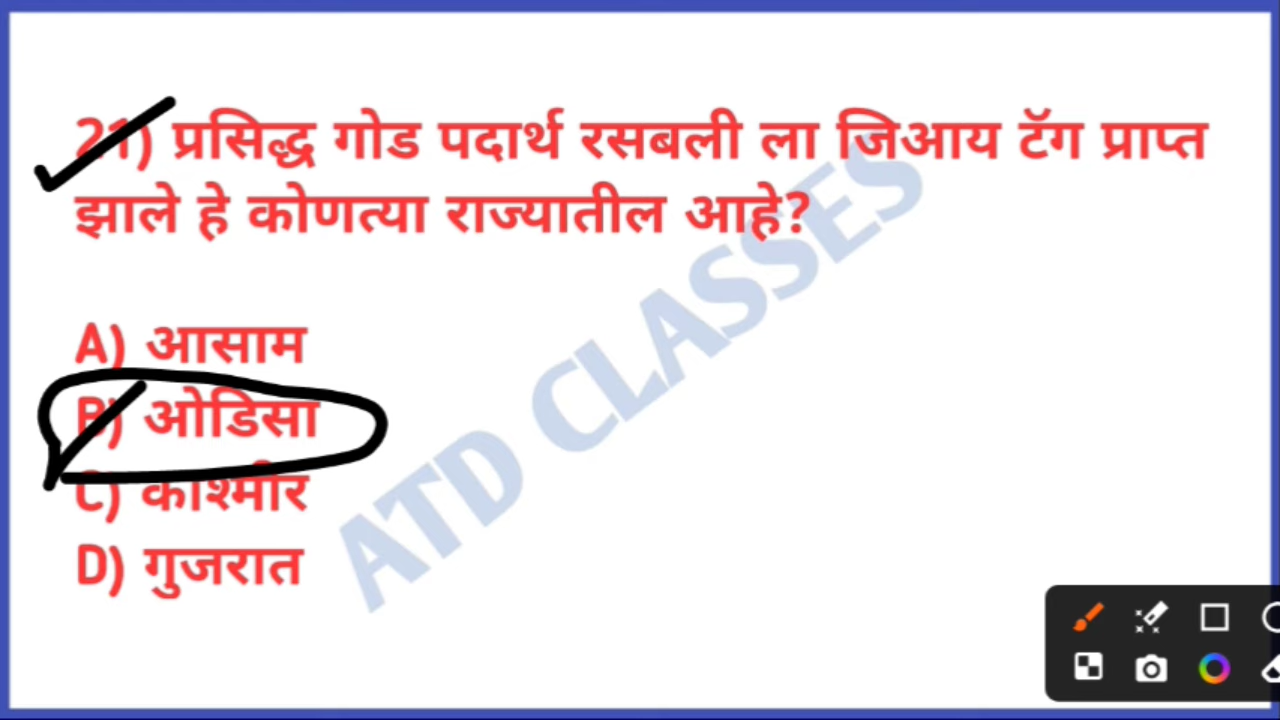 21) प्रसिद्ध गोड पदार्थ रसबली ला जिआय टॅग प्राप्त
झाले हे कोणत्या राज्यातील आहे?
A) आसाम
B) ओडिसा
C) काश्मीर
D) गुजरात
ATD CLASSES